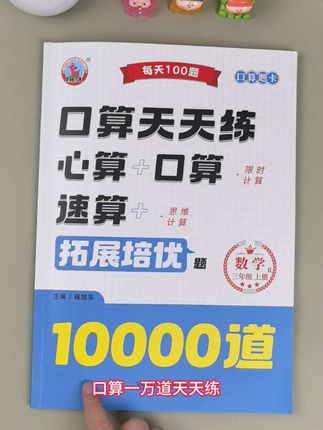 每天100题
口算题卡
口算天天练
心算+口算
·限时计算
速算+
·思维计算
拓展培优题
数学R
三年级 上册
主编 程旭东
10000道
口算一万道天天练